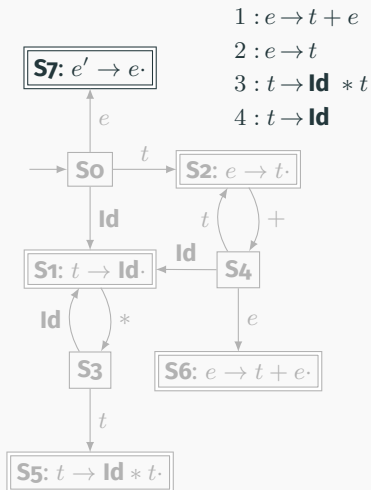 1 : e → t + e
2 : e → t
3 : t → Id * t
4 : t → Id
S7: e′ → e·
e
S0
t
S2: e → t·
Id
t
+
S1: t → Id·
Id
S4
Id
*
e
S3
S6: e → t + e·
t
S5: t → Id * t·